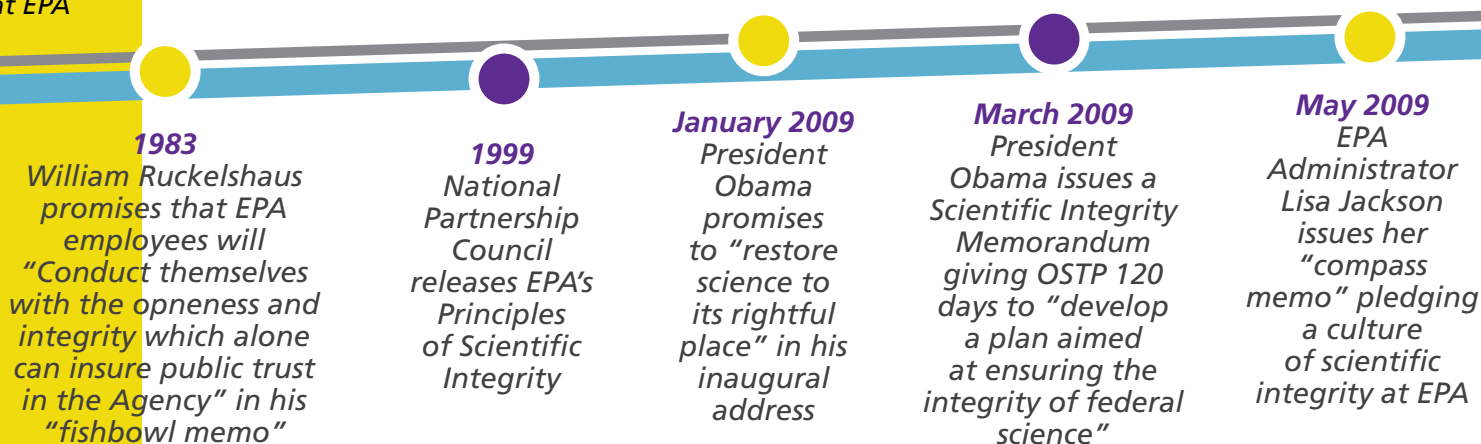 at EPA
1983
William Ruckelshaus
promises that EPA
employees will
“Conduct themselves
with the opneness and
integrity which alone
can insure public trust
in the Agency” in his
“fishbowl memo”
1999
National
Partnership
Council
releases EPA’s
Principles
of Scientific
Integrity
January 2009
President
Obama
promises
to “restore
science to
its rightful
place” in his
inaugural
address
March 2009
President
Obama issues a
Scientific Integrity
Memorandum
giving OSTP 120
days to “develop
a plan aimed
at ensuring the
integrity of federal
science”
May 2009
EPA
Administrator
Lisa Jackson
issues her
“compass
memo” pledging
a culture
of scientific
integrity at EPA